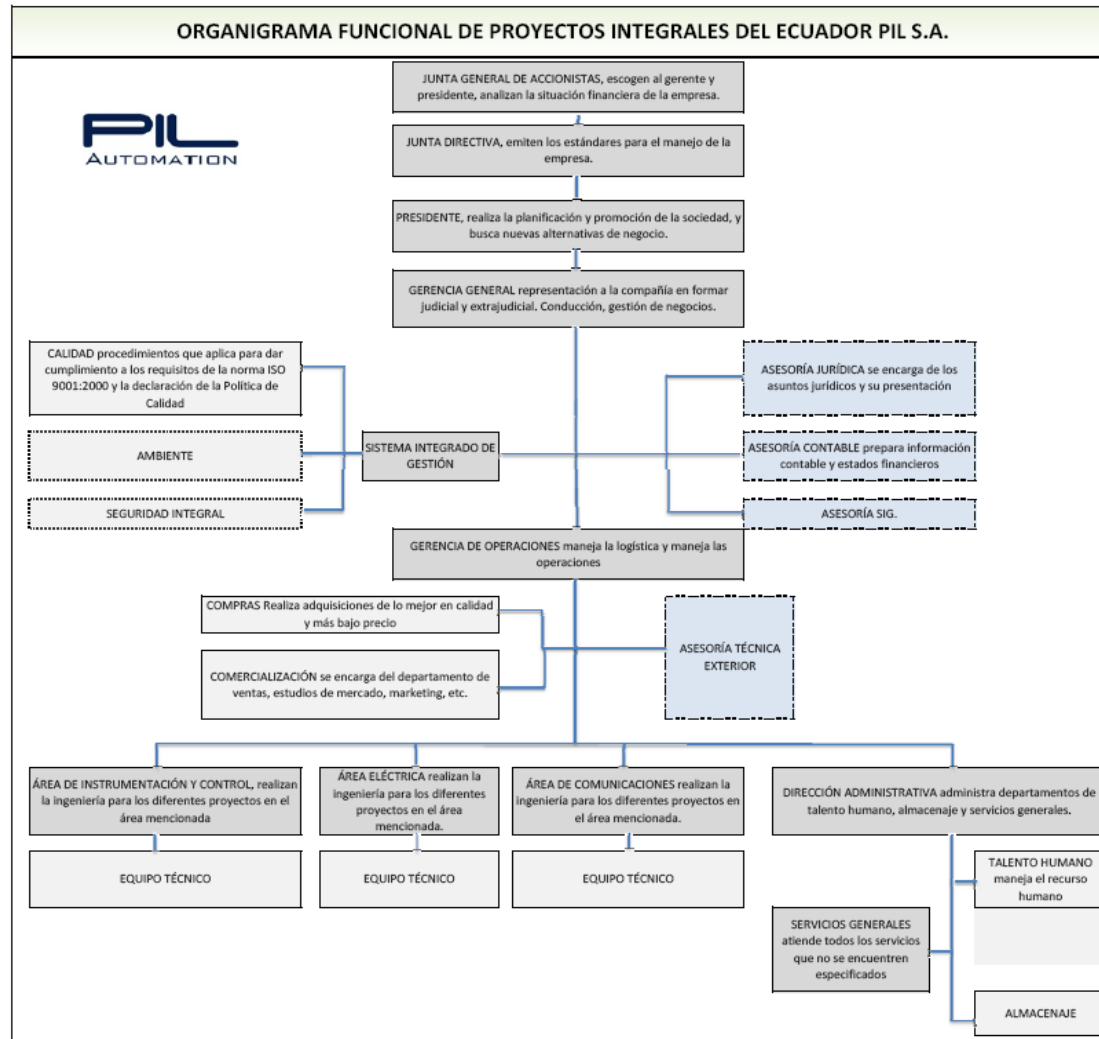 ORGANIGRAMA FUNCIONAL DE PROYECTOS INTEGRALES DEL ECUADOR PIL S.A.
PIL
AUTOMATION
JUNTA GENERAL DE ACCIONISTAS, escogen al gerente y
presidente, analizan la situación financiera de la empresa.
JUNTA DIRECTIVA, emiten los estándares para el manejo de la
empresa.
PRESIDENTE, realiza la planificación y promoción de la sociedad, y
busca nuevas alternativas de negocio.
GERENCIA GENERAL representación a la compañía en formar
judicial y extrajudicial. Conducción, gestión de negocios.
CALIDAD procedimientos que aplica para dar
cumplimiento a los requisitos de la norma ISO
9001:2000 y la declaración de la Política de
Calidad
AMBIENTE
SEGURIDAD INTEGRAL
SISTEMA INTEGRADO DE
GESTIÓN
ASESORÍA JURÍDICA se encarga de los
asuntos jurídicos y su presentación
ASESORÍA CONTABLE prepara información
contable y estados financieros
ASESORÍA SIG.
GERENCIA DE OPERACIONES maneja la logística y maneja las
operaciones
COMPRAS Realiza adquisiciones de lo mejor en calidad
y más bajo precio
COMERCIALIZACIÓN se encarga del departamento de
ventas, estudios de mercado, marketing, etc.
ASESORÍA TÉCNICA
EXTERIOR
ÁREA DE INSTRUMENTACIÓN Y CONTROL, realizan
la ingeniería para los diferentes proyectos en el
área mencionada
ÁREA ELÉCTRICA realizan la
ingeniería para los diferentes
proyectos en el área
mencionada.
ÁREA DE COMUNICACIONES realizan la
ingeniería para los diferentes proyectos en
el área mencionada.
DIRECCIÓN ADMINISTRATIVA administra departamentos de
talento humano, almacenaje y servicios generales.
EQUIPO TÉCNICO
EQUIPO TÉCNICO
EQUIPO TÉCNICO
TALENTO HUMANO
maneja el recurso
humano
SERVICIOS GENERALES
atiende todos los servicios
que no se encuentren
especificados
ALMACENAJE